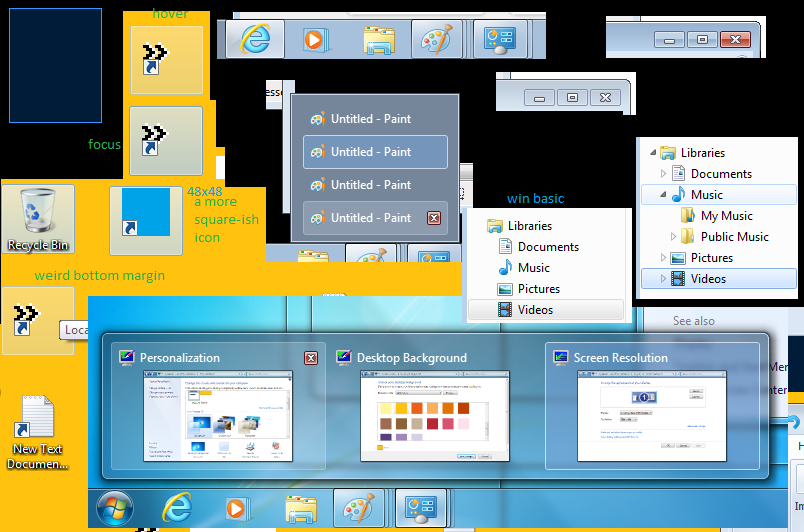 hover
focus
48x48
a more
square-ish
icon
weird bottom margin
win basic
esso
Untitled - Paint
Untitled - Paint
Untitled - Paint
Untitled - Paint
Libraries
Documents
Music
My Music
Public Music
Pictures
Videos
Libraries
Documents
Music
Pictures
Videos
Recycle Bin
Loca
New Text
Documen...
See also
Personalization
Desktop Background
Screen Resolution